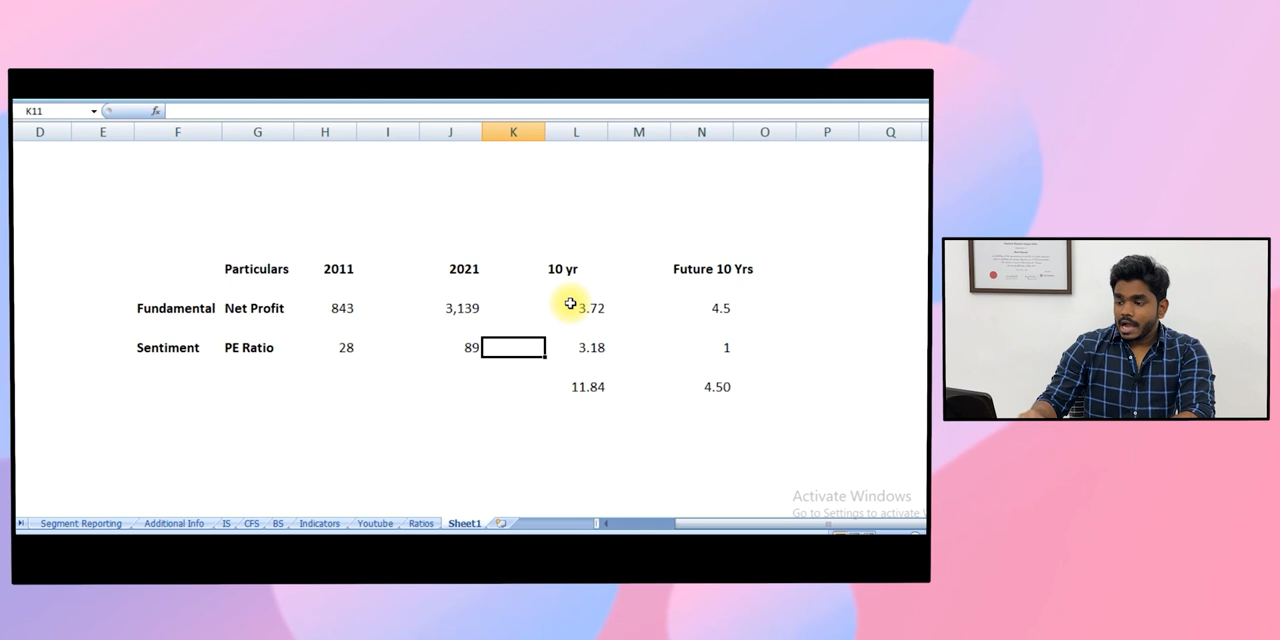 K11 fx
D E F G H I J K L M N O P Q
Particulars 2011 2021 10 yr Future 10 Yrs
Fundamental Net Profit 843 3,139 3.72 4.5
Sentiment PE Ratio 28 89 3.18 1
11.84 4.50
Activate Windows
Go to Settings to activate
Segment Reporting Additional Info IS CFS BS Indicators Youtube Ratios Sheet1